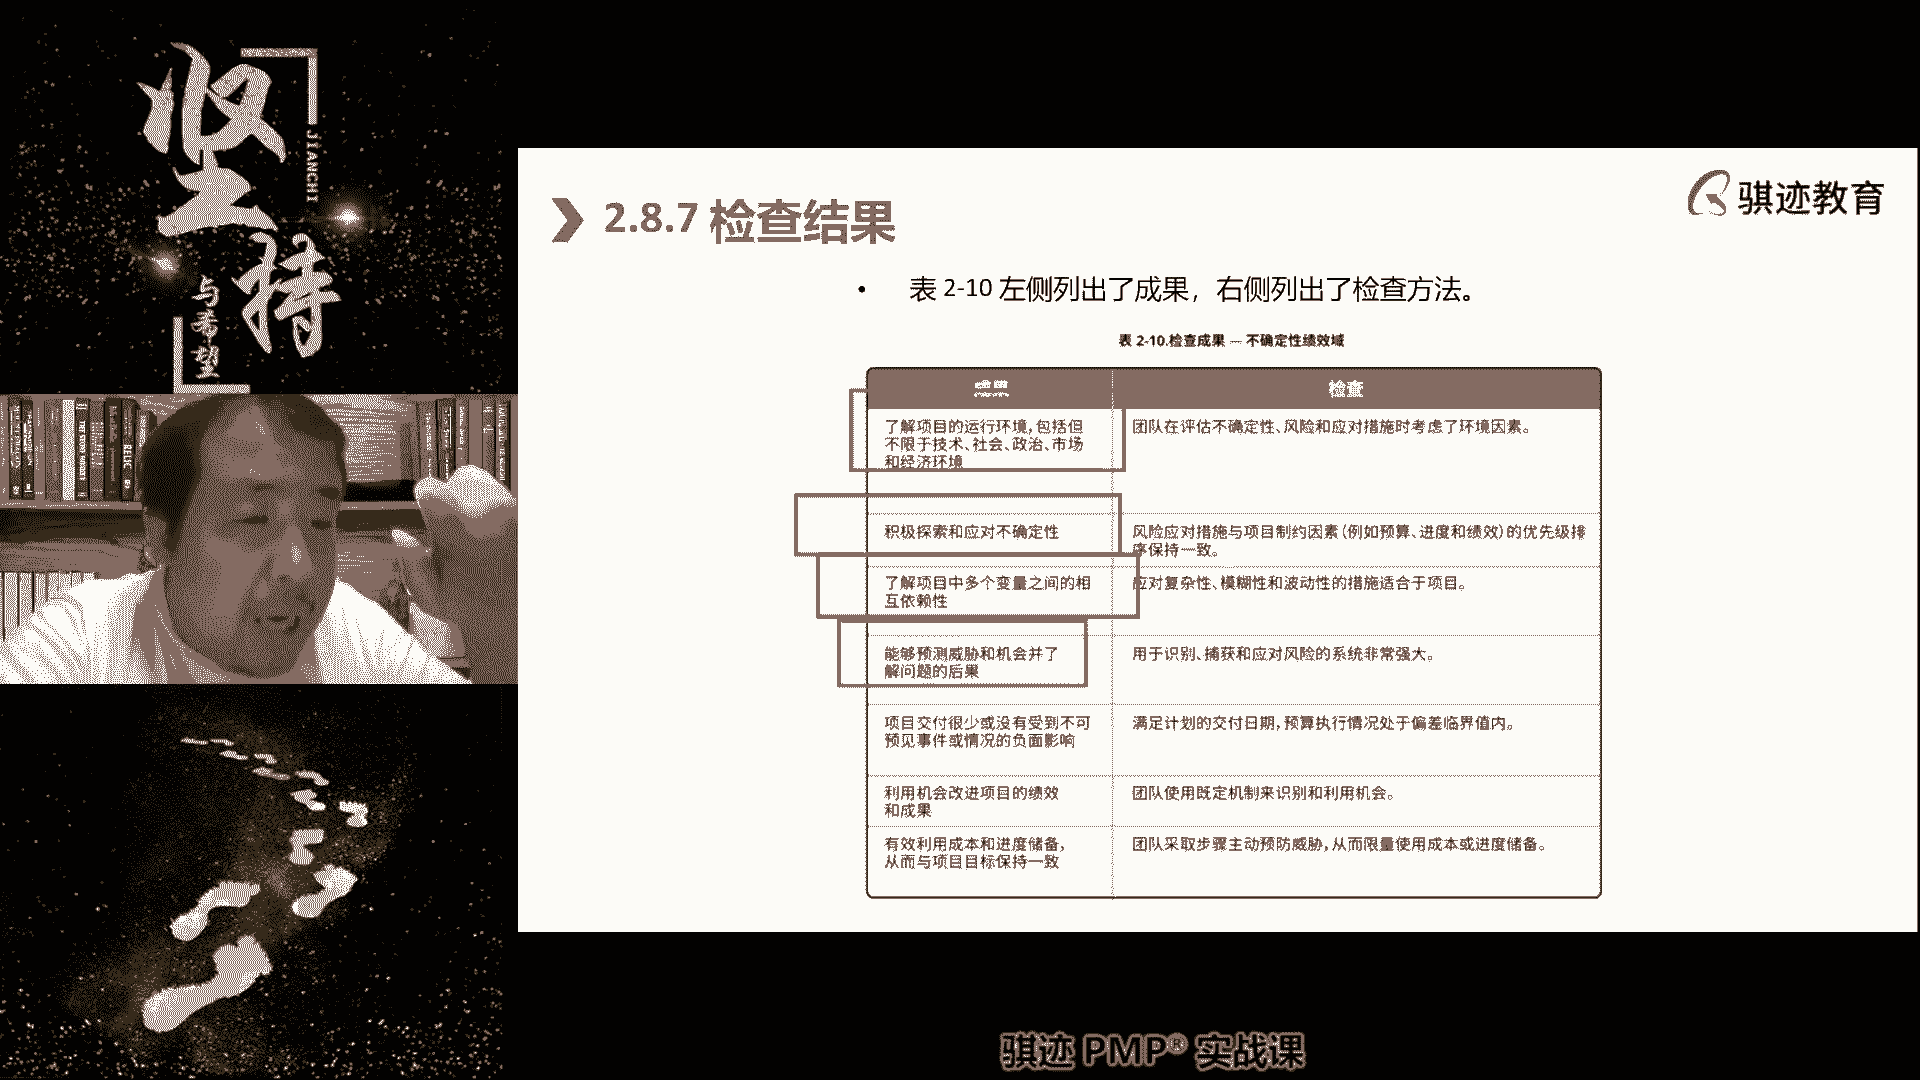 坚持
JIANCHI
与希望
2.8.7 检查结果
骐迹教育
• 表 2-10 左侧列出了成果，右侧列出了检查方法。
表 2-10.检查成果 — 不确定性绩效域
成果
检查
了解项目的运行环境，包括但
不限于技术、社会、政治、市场
和经济环境
团队在评估不确定性、风险和应对措施时考虑了环境因素。
积极探索和应对不确定性
风险应对措施与项目制约因素（例如预算、进度和绩效）的优先级排
序保持一致。
了解项目中多个变量之间的相
互依赖性
应对复杂性、模糊性和波动性的措施适合于项目。
能够预测威胁和机会并了
解问题的后果
用于识别、捕获和应对风险的系统非常强大。
项目交付很少或没有受到不可
预见事件或情况的负面影响
满足计划的交付日期，预算执行情况处于偏差临界值内。
利用机会改进项目的绩效
和成果
团队使用既定机制来识别和利用机会。
有效利用成本和进度储备，
从而与项目目标保持一致
团队采取步骤主动预防威胁，从而限量使用成本或进度储备。
骐迹 PMP® 实战课